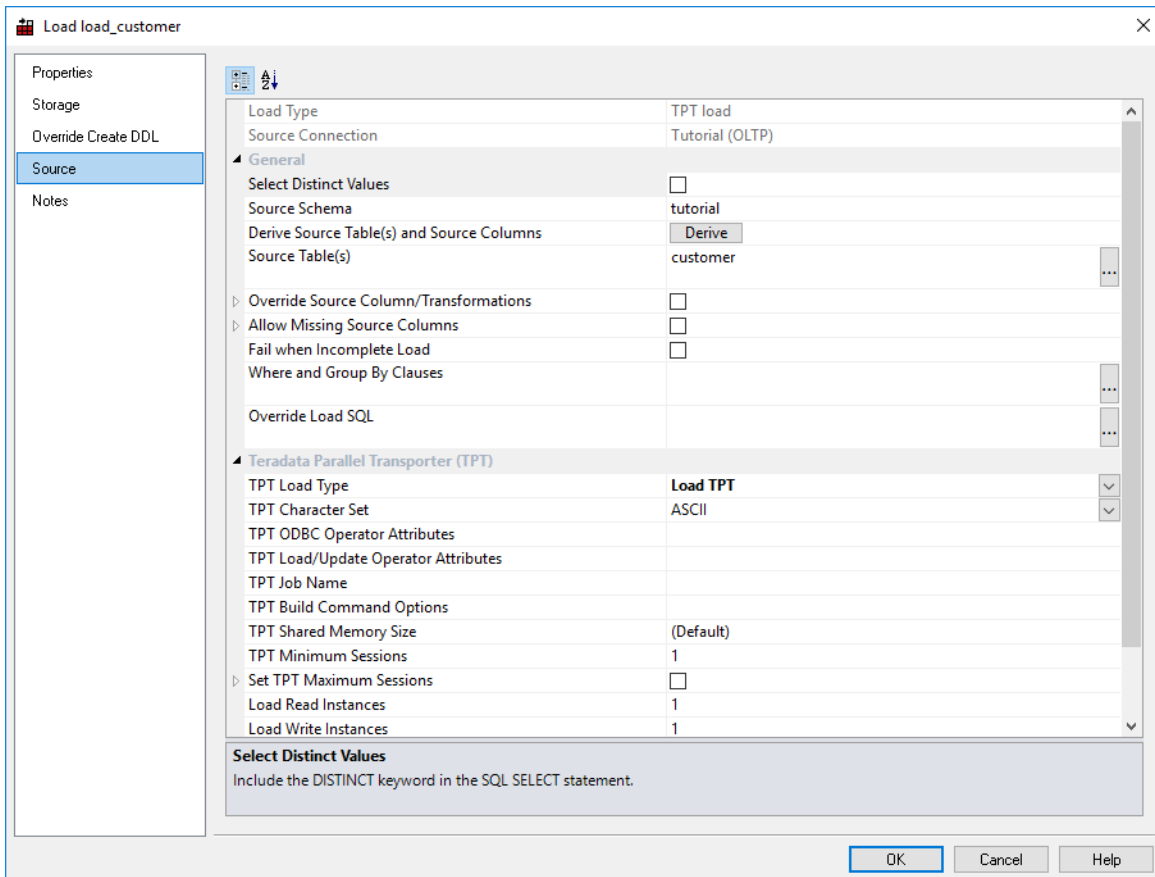 Load load_customer
Properties
Storage
Override Create DDL
Source
Notes
Load Type TPT load
Source Connection Tutorial (OLTP)
General
Select Distinct Values
Source Schema tutorial
Derive Source Table(s) and Source Columns Derive
Source Table(s) customer
...
Override Source Column/Transformations
Allow Missing Source Columns
Fail when Incomplete Load
Where and Group By Clauses
...
Override Load SQL
...
Teradata Parallel Transporter (TPT)
TPT Load Type Load TPT
TPT Character Set ASCII
TPT ODBC Operator Attributes
TPT Load/Update Operator Attributes
TPT Job Name
TPT Build Command Options
TPT Shared Memory Size (Default)
TPT Minimum Sessions 1
Set TPT Maximum Sessions
Load Read Instances 1
Load Write Instances 1
Select Distinct Values
Include the DISTINCT keyword in the SQL SELECT statement.
OK Cancel Help